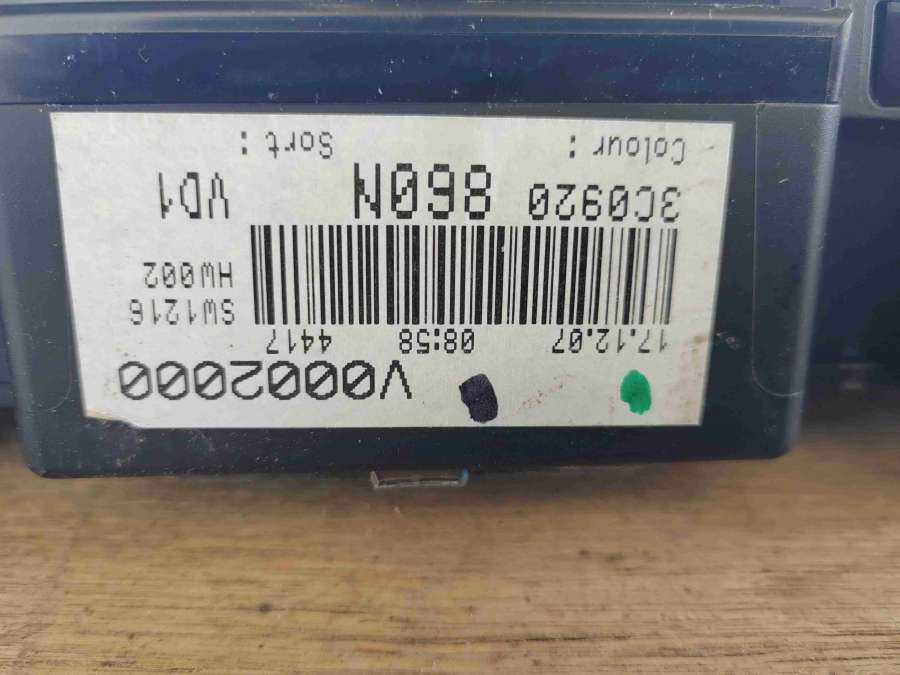 V0002000
17.12.07 08:58 4417
SW1216
HW002
3C0920 860N VD1
Colour : Sort :